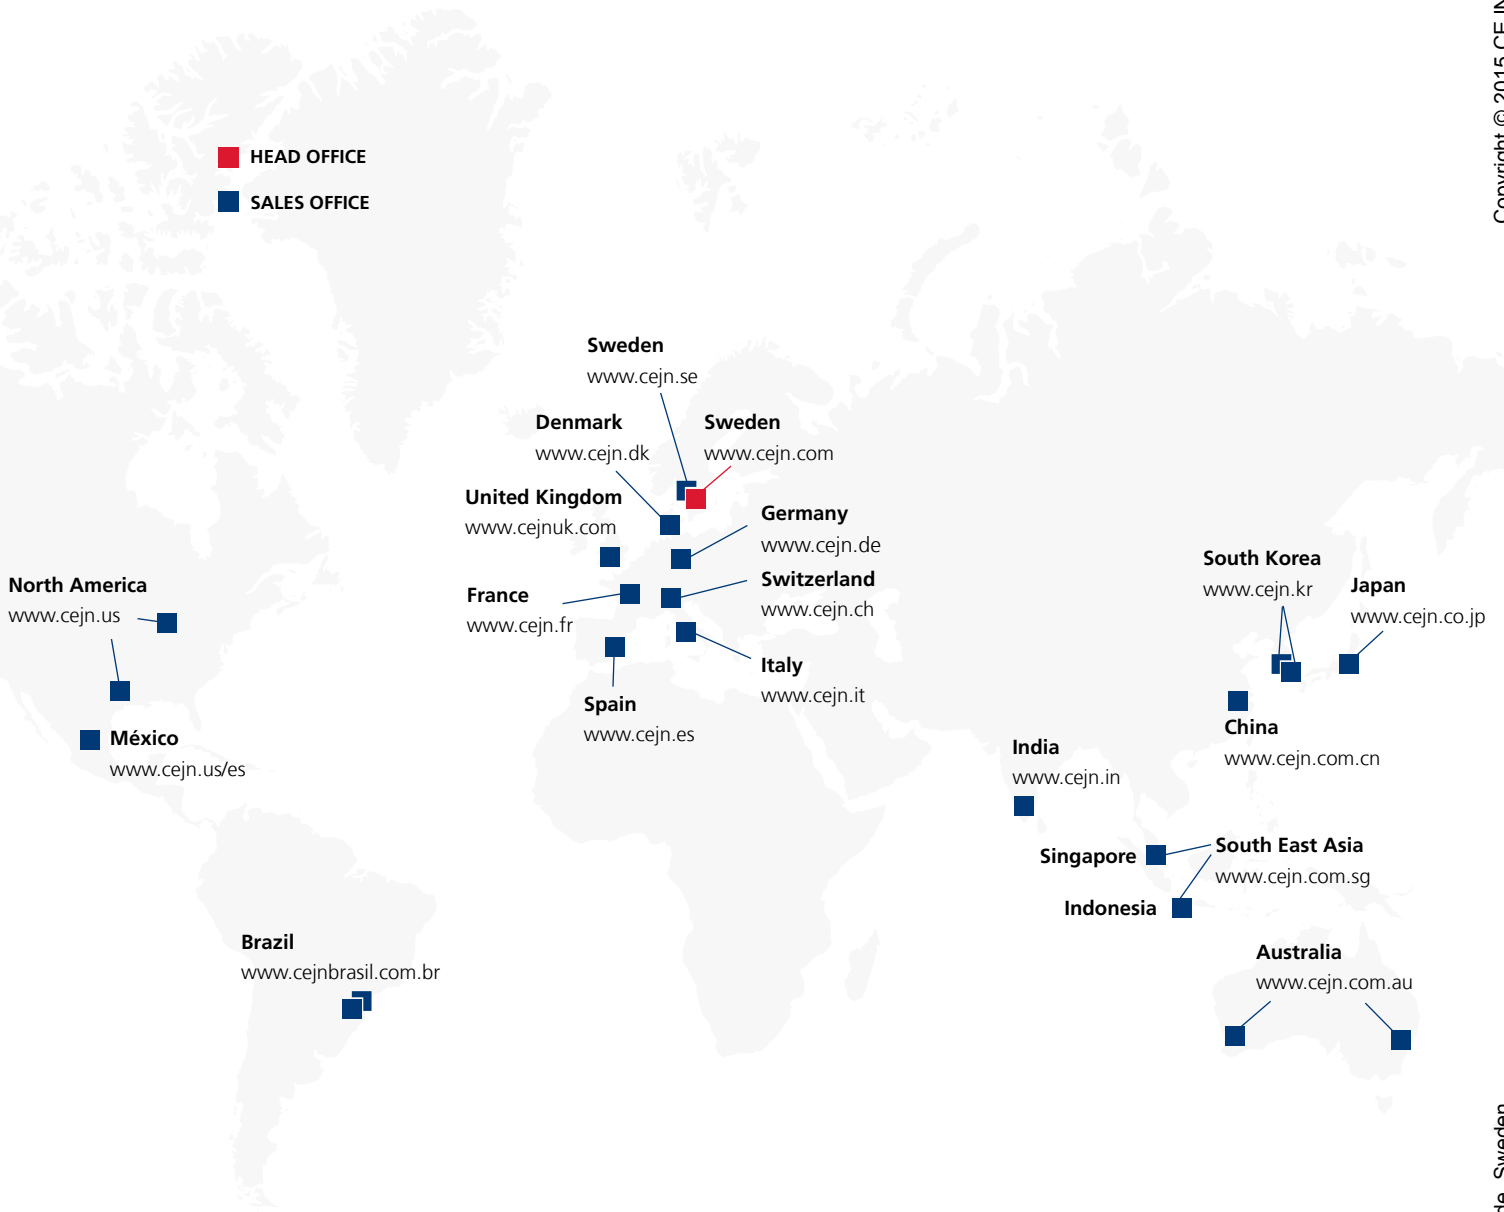 HEAD OFFICE
SALES OFFICE
Sweden
www.cejn.se
Denmark
www.cejn.dk
Sweden
www.cejn.com
United Kingdom
www.cejnuk.com
Germany
www.cejn.de
Switzerland
www.cejn.ch
France
www.cejn.fr
Italy
www.cejn.it
Spain
www.cejn.es
North America
www.cejn.us
México
www.cejn.us/es
Brazil
www.cejnbrasil.com.br
South Korea
www.cejn.kr
Japan
www.cejn.co.jp
China
www.cejn.com.cn
India
www.cejn.in
Singapore
South East Asia
www.cejn.com.sg
Indonesia
Australia
www.cejn.com.au
Copyright © 2015 CEJN
Sweden